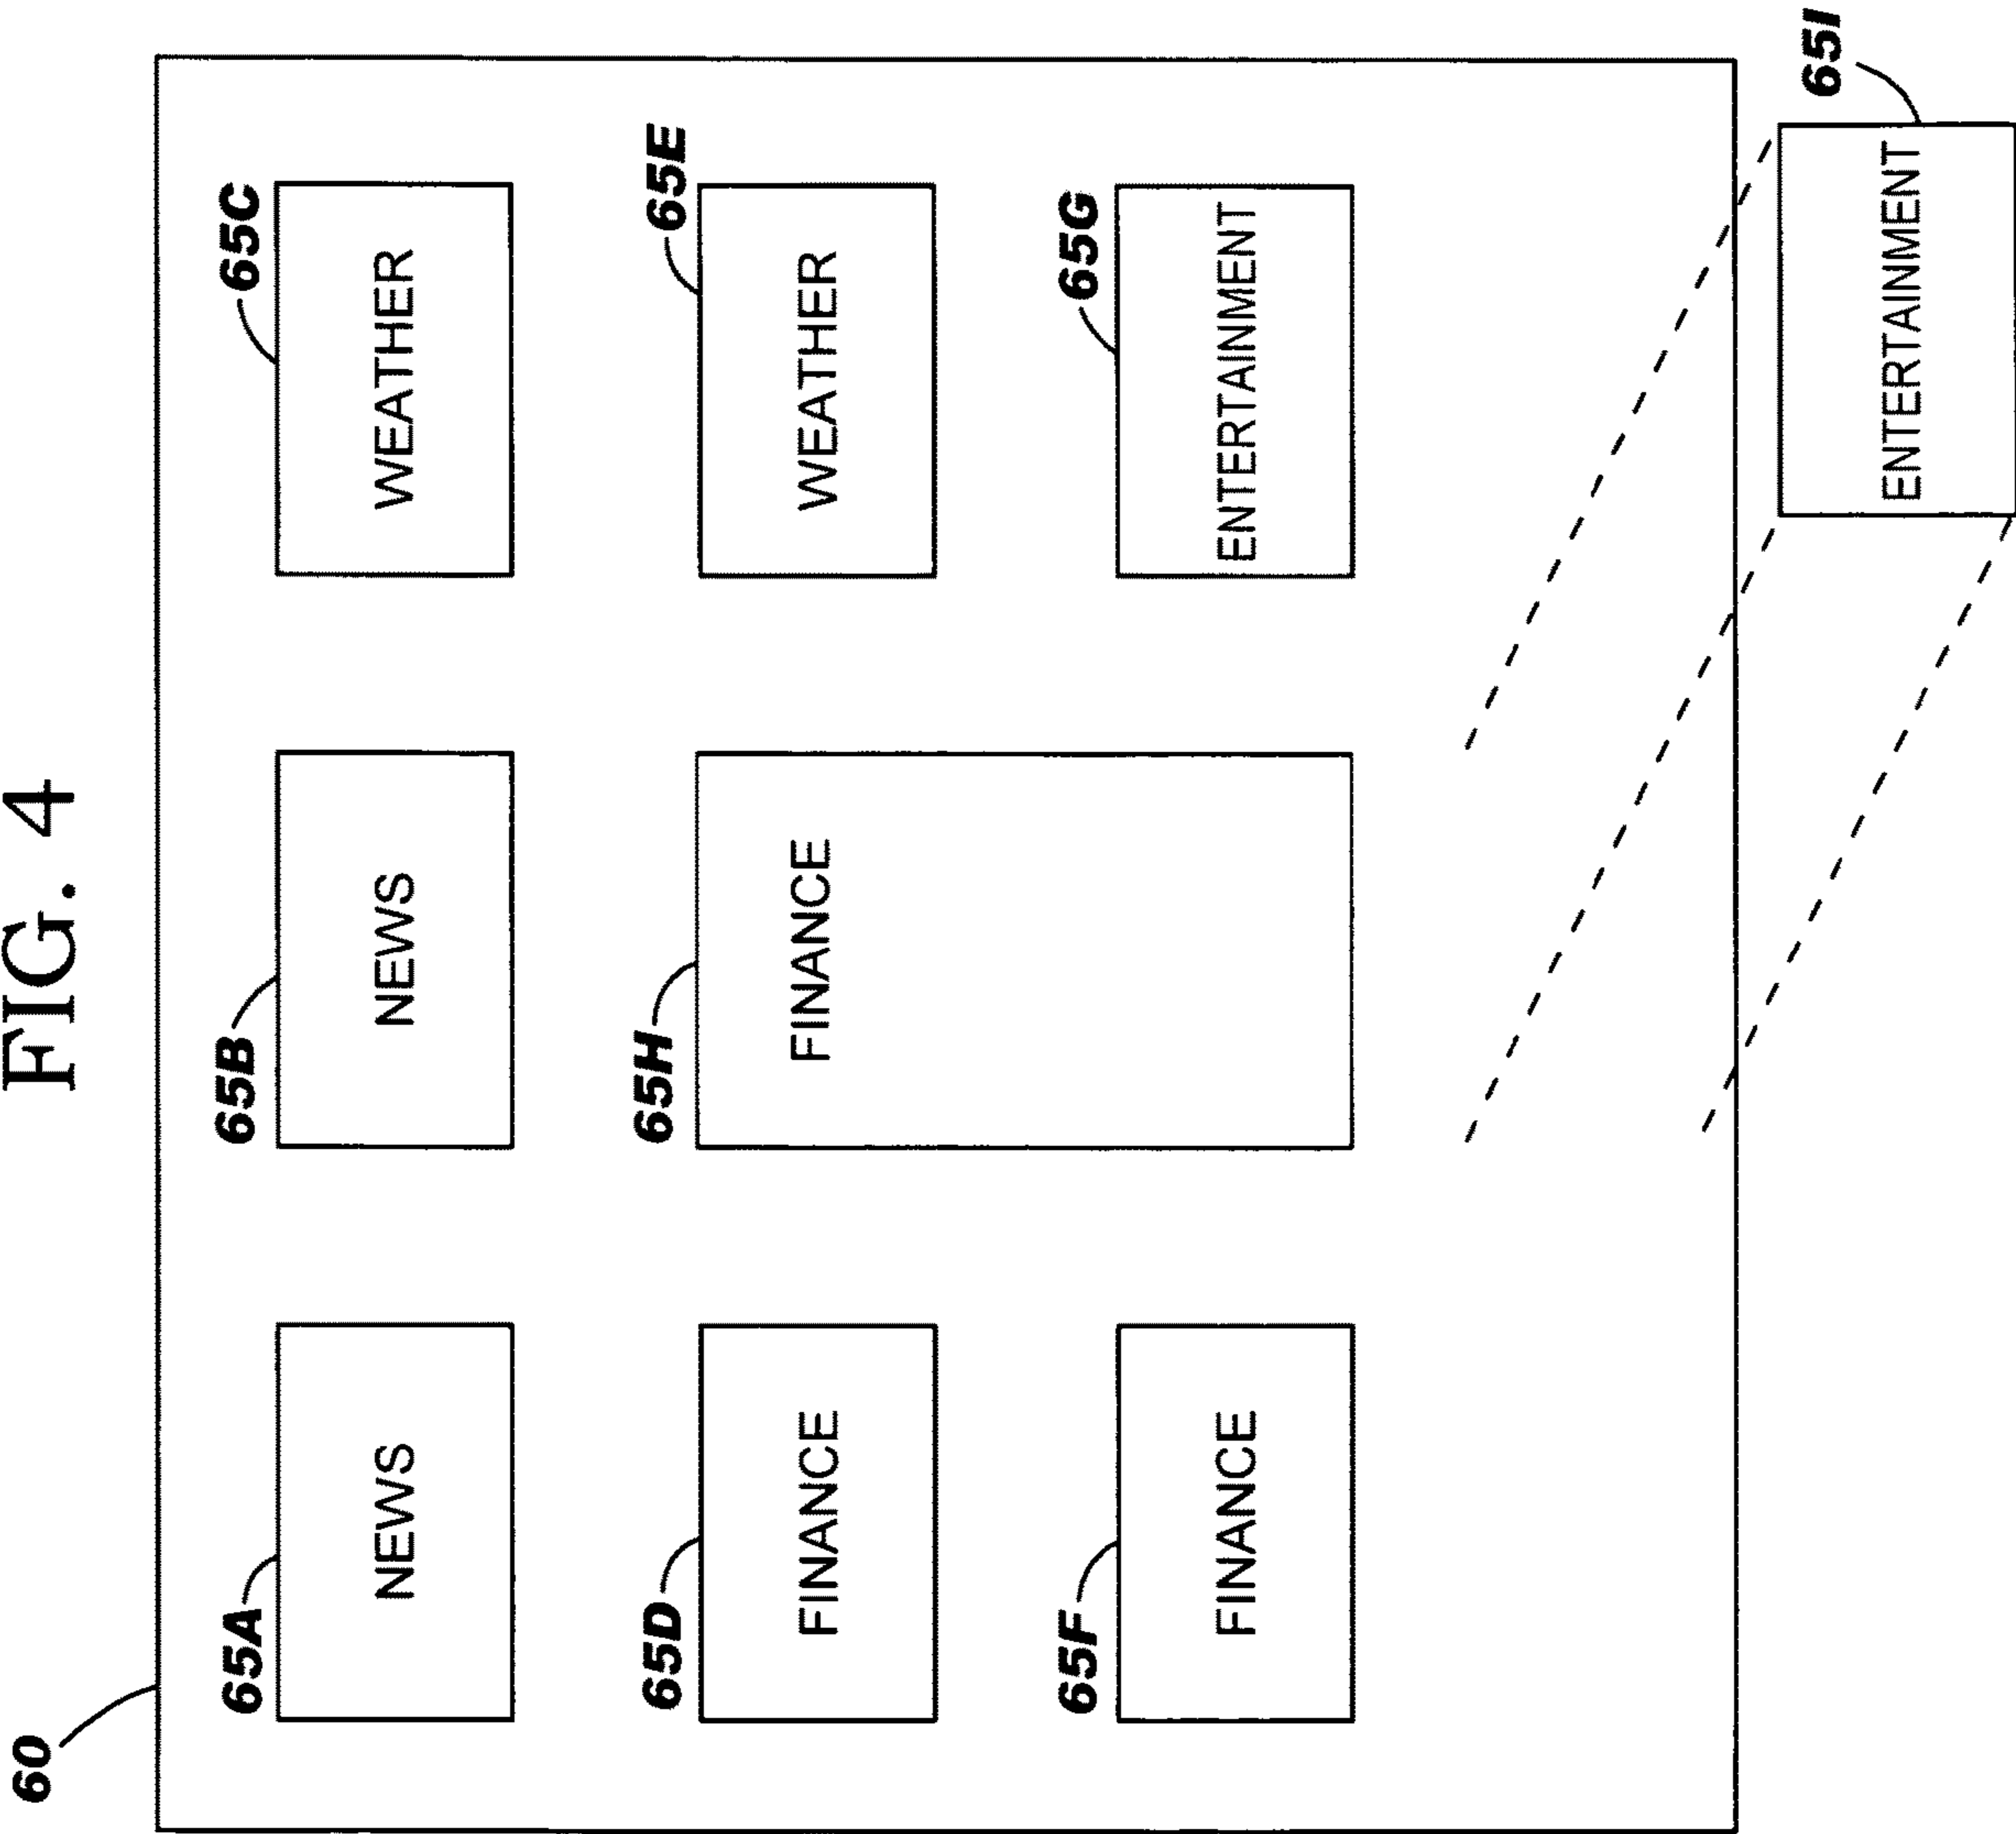 FIG. 4
60
65A
65B
65C
NEWS
NEWS
WEATHER
65D
65H
65E
FINANCE
FINANCE
WEATHER
65F
65G
FINANCE
ENTERTAINMENT
65I
ENTERTAINMENT